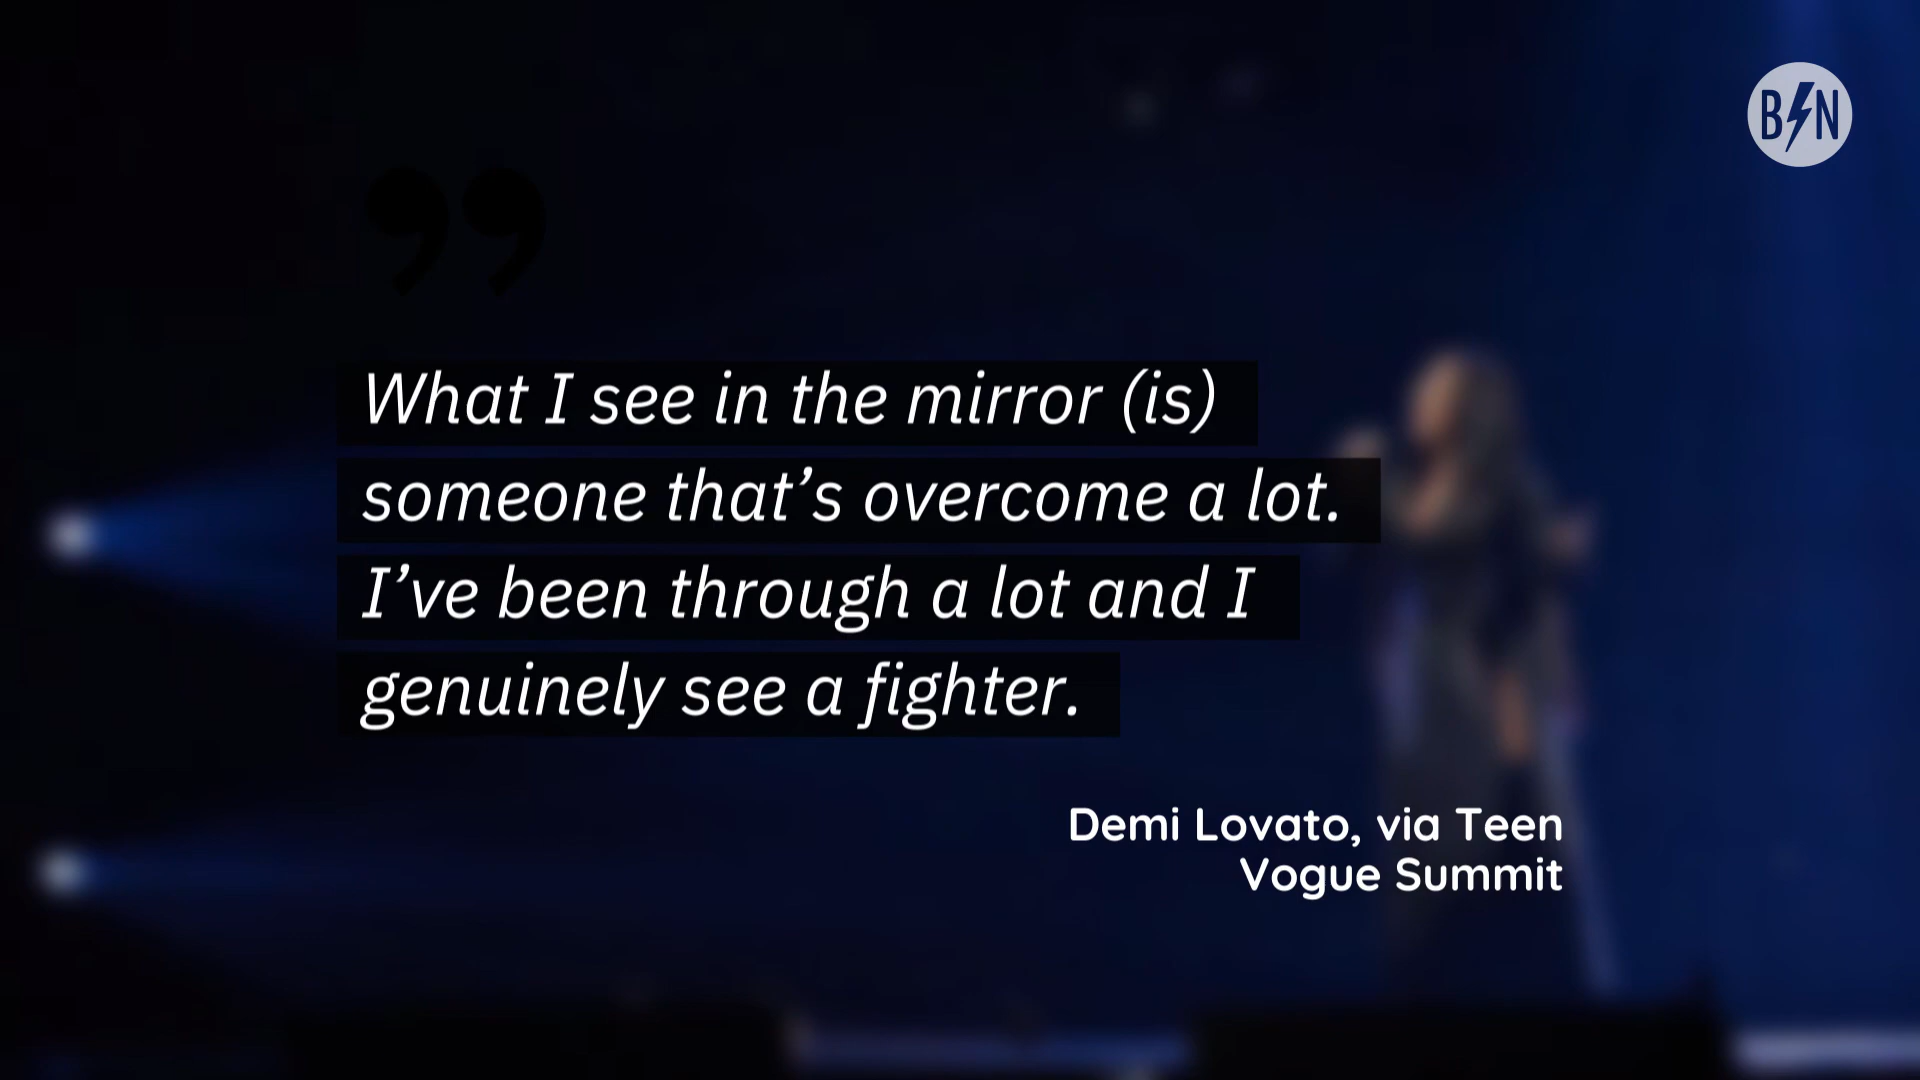 B N
”
What I see in the mirror (is)
someone that’s overcome a lot.
I’ve been through a lot and I
genuinely see a fighter.
Demi Lovato, via Teen
Vogue Summit